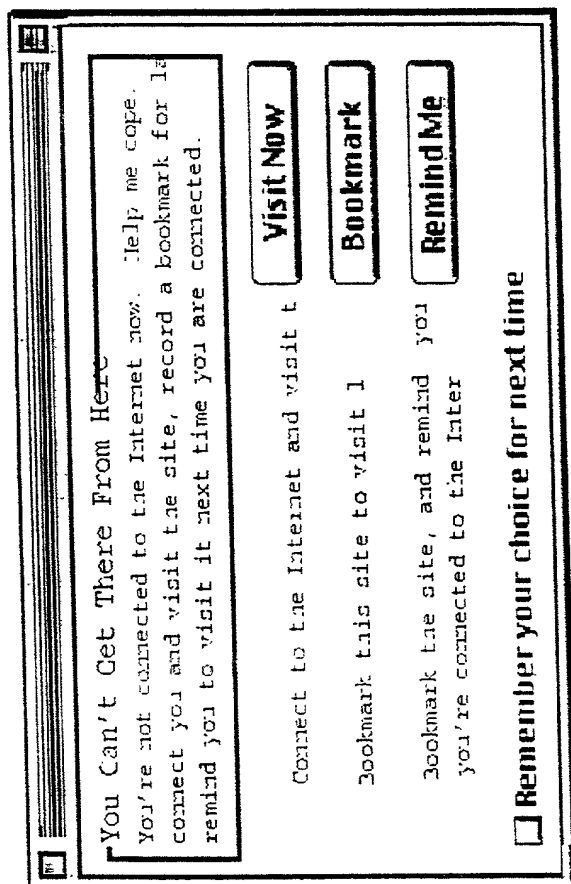 You Can't Get There From Here
You're not connected to the Internet now. Help me cope.
connect you and visit the site, record a bookmark for la
remind you to visit it next time you are connected.
Connect to the Internet and visit t
Visit Now
Bookmark this site to visit l
Bookmark
Bookmark the site, and remind you
you're connected to the Inter
Remind Me
Remember your choice for next time